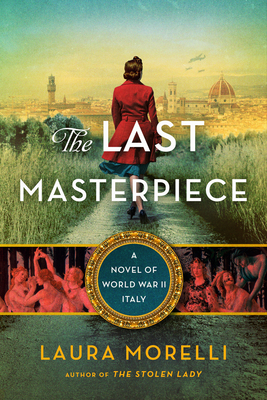 The LAST
MASTERPIECE
A
NOVEL OF
WORLD WAR II
ITALY
LAURA MORELLI
AUTHOR OF THE STOLEN LADY